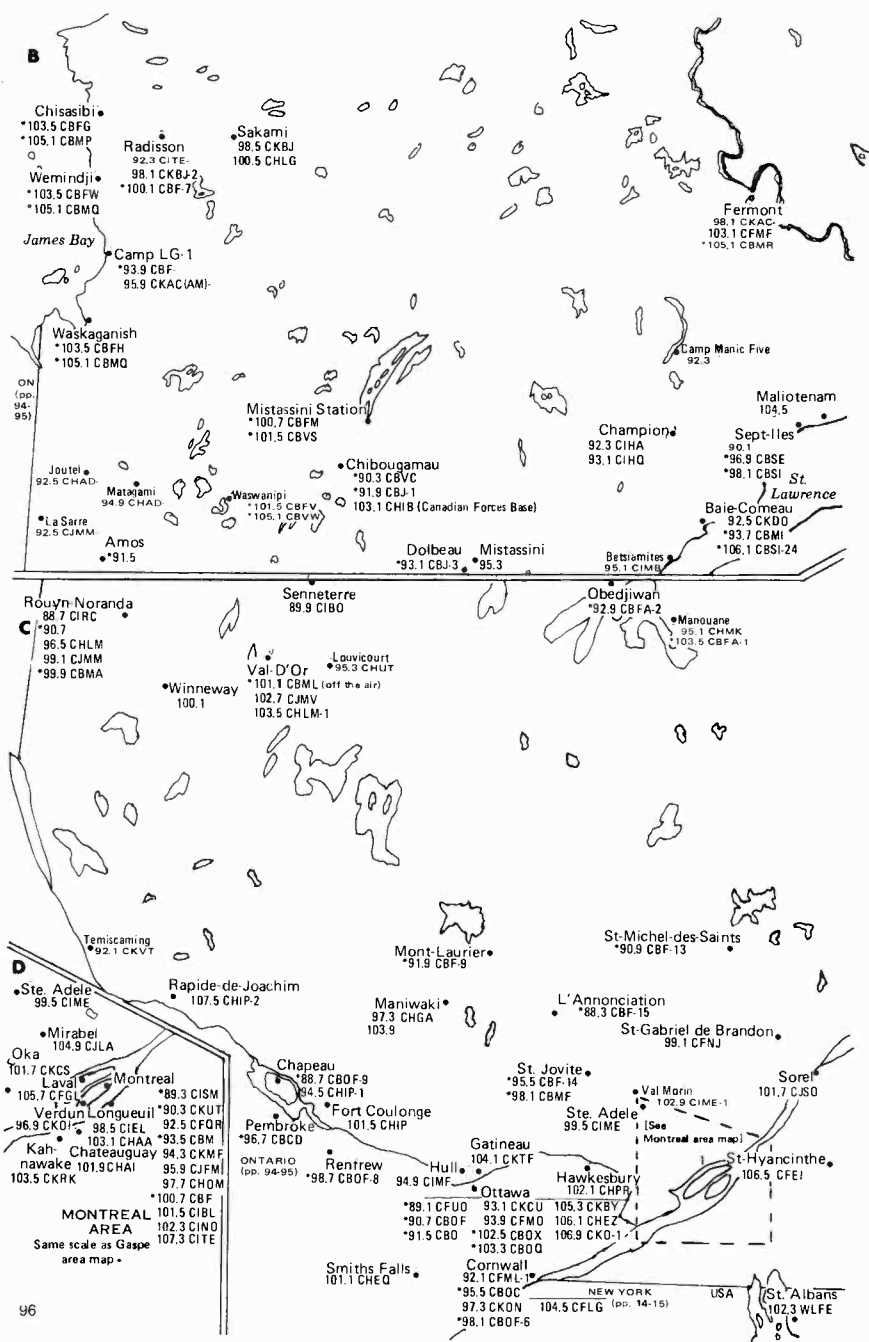 B
Chisasibi
*103.5 CBFG
*105.1 CBMP
Radisson
92.3 CITE-
98.1 CKBJ-2
*100.1 CBF-7
Sakami
98.5 CKBJ
100.5 CHLG
Wemindji
*103.5 CBFW
*105.1 CBMQ
Fermont
98.1 CKAC-
103.1 CFMF
*105.1 CBMR
James Bay
Camp LG-1
*93.9 CBF-
95.9 CKAC(AM)-
Waskaganish
*103.5 CBFH
*105.1 CBMQ
ON
(pp.
94-
95)
Camp Manic Five
92.3
Mistassini Station
*100.7 CBFM
*101.5 CBVS
Maliotenam
104.5
Champion
92.3 CIHA
93.1 CIHQ
Sept-Iles
90.1
*96.9 CBSE
*98.1 CBSI
St.
Lawrence
Joutel
92.5 CHAD-
Matagami
94.9 CHAD-
Chibougamau
*90.3 CBVC
*91.9 CBJ-1
103.1 CHIB (Canadian Forces Base)
Waswanipi
*101.5 CBFV
*105.1 CBVW
La Sarre
92.5 CJMM-
Baie-Comeau
92.5 CKDO
*93.7 CBMI
*106.1 CBSI-24
Amos
*91.5
Dolbeau
*93.1 CBJ-3
Mistassini
95.3
Betsiamites
95.1 CIMB
Senneterre
89.9 CIBO
Obedjiwan
*92.9 CBFA-2
Rouyn-Noranda
88.7 CIRC
C
*90.7
96.5 CHLM
99.1 CJMM
*99.9 CBMA
Manouane
95.1 CHMK
*103.5 CBFA-1
Louvicourt
95.3 CHUT
Val-D'Or
*101.1 CBML (off the air)
102.7 CJMV
103.5 CHLM-1
Winneway
100.1
Temiscaming
92.1 CKVT
Mont-Laurier
*91.9 CBF-9
St-Michel-des-Saints
*90.9 CBF-13
D
Ste. Adele
99.5 CIME
Rapide-de-Joachim
107.5 CHIP-2
Maniwaki
97.3 CHGA
103.9
L'Annonciation
*88.3 CBF-15
St-Gabriel de Brandon
99.1 CFNJ
Mirabel
104.9 CJLA
Oka
101.7 CKCS
Laval
105.7 CFGL
Montreal
*89.3 CISM
*90.3 CKUT
92.5 CFQR
*93.5 CBM
94.3 CKMF
95.9 CJFM
97.7 CHOM
*100.7 CBF
101.5 CIBL
102.3 CINO
107.3 CITE
Verdun
96.9 CKOI
Longueuil
98.5 CIEL
103.1 CHAA
Chateauguay
101.9 CHAI
Kah-
nawake
103.5 CKRK
MONTREAL
AREA
Same scale as Gaspe
area map
Chapeau
*88.7 CBOF-9
94.5 CHIP-1
Fort Coulonge
101.5 CHIP
Pembroke
*96.7 CBCD
ONTARIO
(pp. 94-95)
Renfrew
*98.7 CBOF-8
St. Jovite
*95.5 CBF-14
*98.1 CBMF
Val Morin
102.9 CIME-1
Ste. Adele
99.5 CIME
[See
Montreal area map]
Sorel
101.7 CJSO
St-Hyacinthe
106.5 CFEI
Gatineau
104.1 CKTF
Hull
94.9 CIMF
Hawkesbury
102.1 CHPR
Ottawa
*89.1 CFUO
*90.7 CBOF
*91.5 CBO
93.1 CKCU
93.9 CFMO
*102.5 CBOX
*103.3 CBOQ
105.3 CKBY
106.1 CHEZ
106.9 CKO-1
Smiths Falls
101.1 CHEQ
Cornwall
92.1 CFML-1
*95.5 CBOC
97.3 CKON
*98.1 CBOF-6
104.5 CFLG
NEW YORK
(pp. 14-15)
USA
St. Albans
102.3 WLFE
96